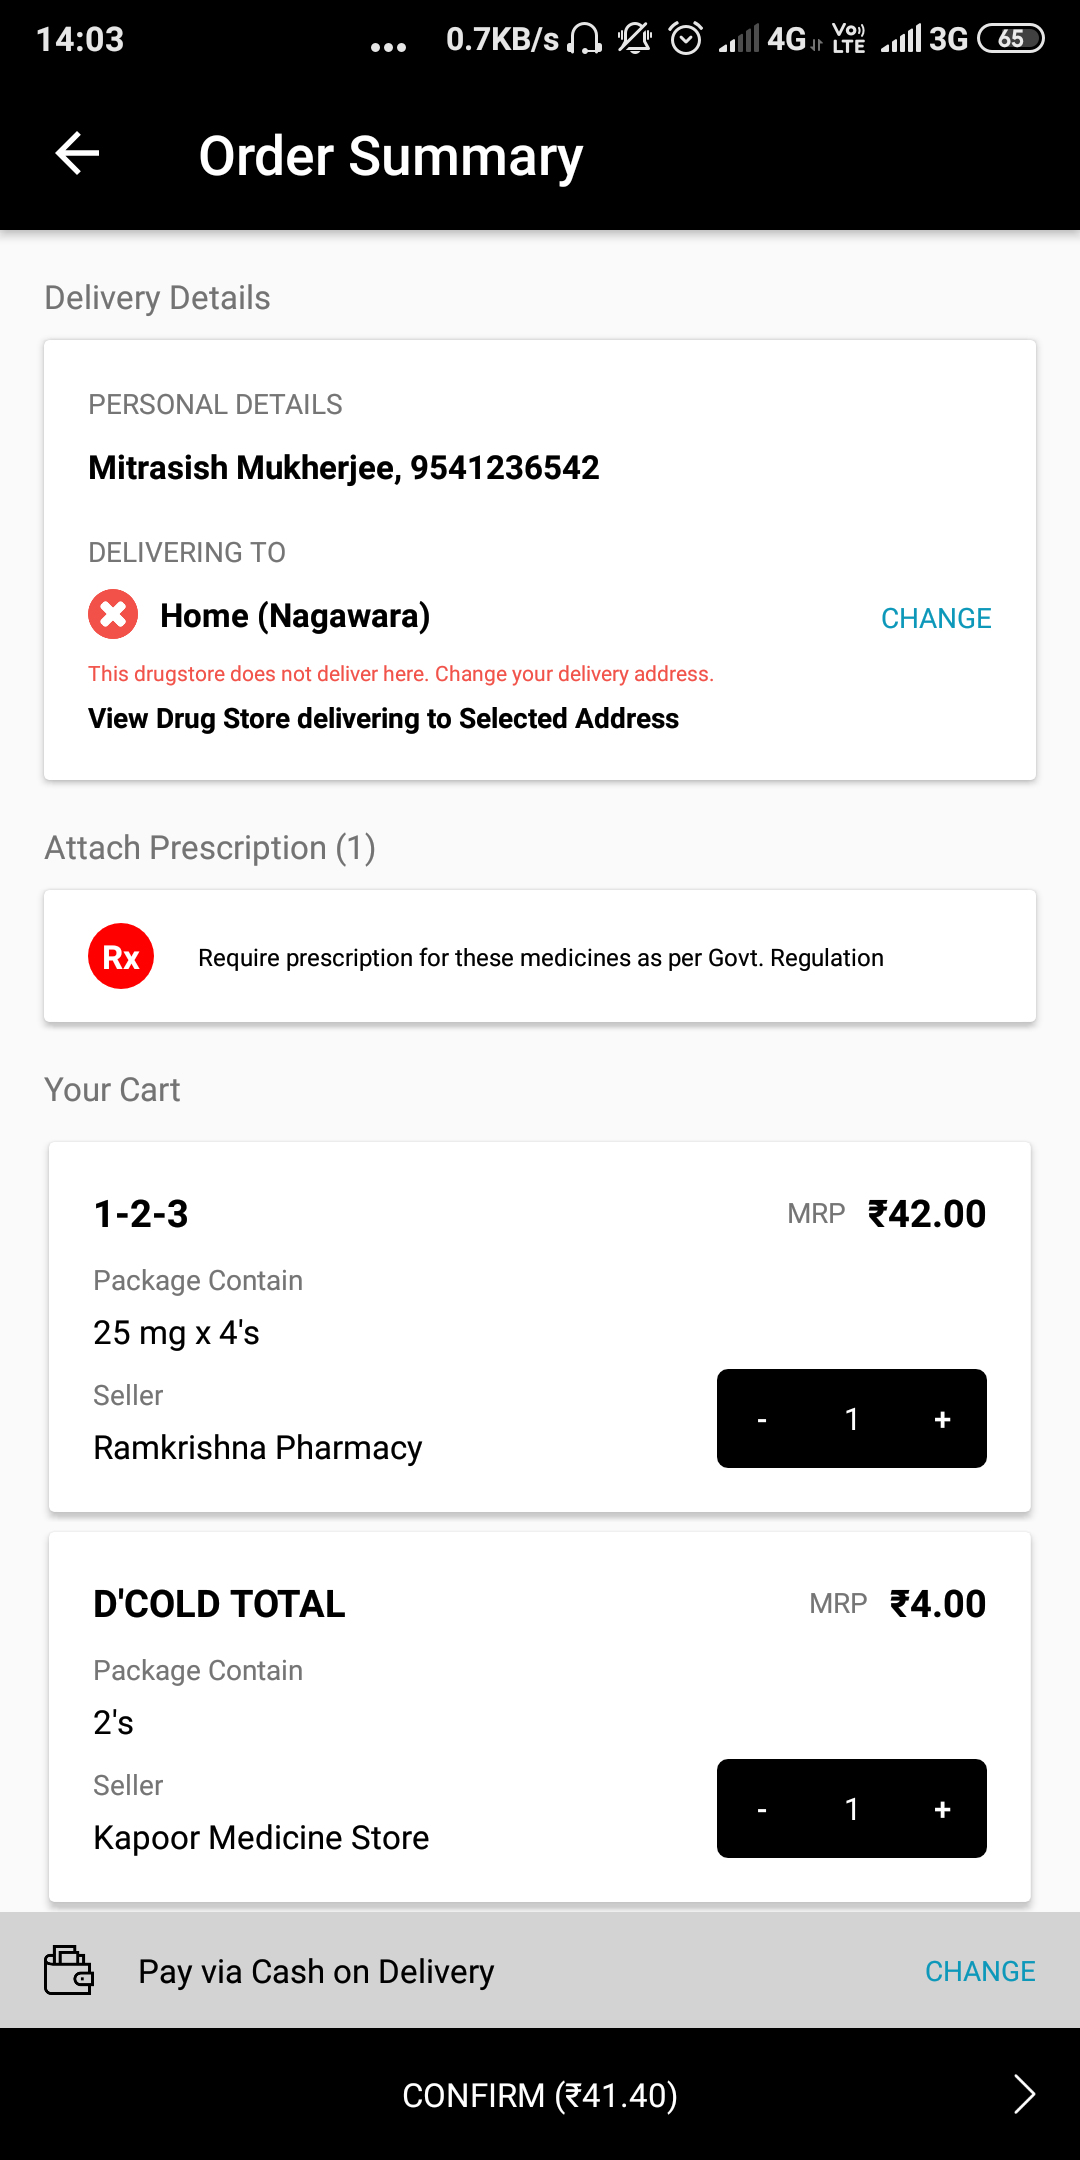 14:03 ... 0.7KB/s 4G Vo)) LTE 3G 65
Order Summary
Delivery Details
PERSONAL DETAILS
Mitrasish Mukherjee, 9541236542
DELIVERING TO
Home (Nagawara) CHANGE
This drugstore does not deliver here. Change your delivery address.
View Drug Store delivering to Selected Address
Attach Prescription (1)
Rx Require prescription for these medicines as per Govt. Regulation
Your Cart
1-2-3 MRP ₹42.00
Package Contain
25 mg x 4's
Seller
Ramkrishna Pharmacy
- 1 +
D'COLD TOTAL MRP ₹4.00
Package Contain
2's
Seller
Kapoor Medicine Store
- 1 +
Pay via Cash on Delivery CHANGE
CONFIRM (₹41.40)